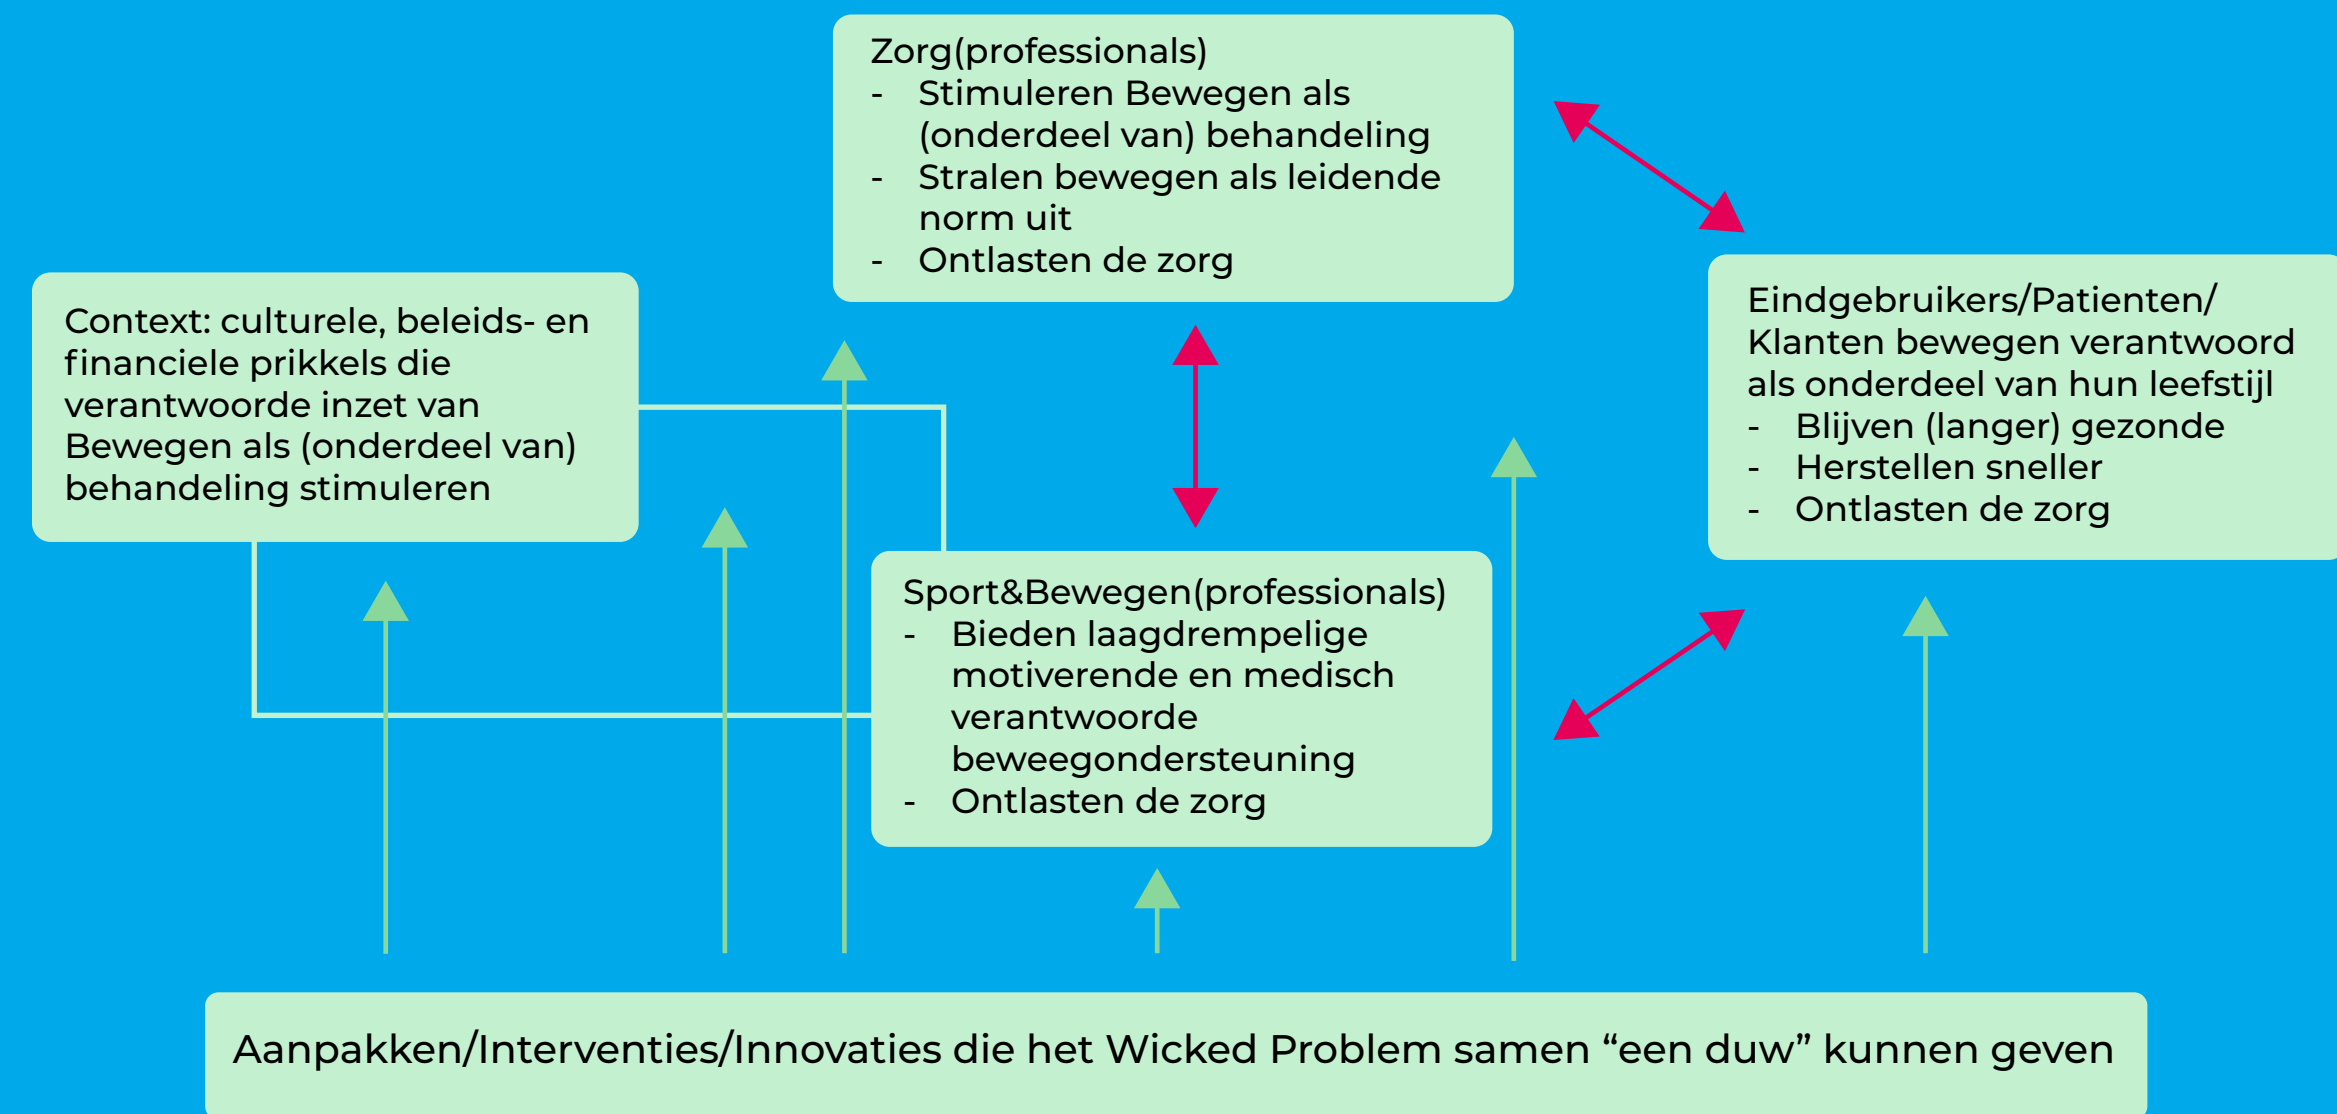 Zorg(professionals)
- Stimuleren Bewegen als
(onderdeel van) behandeling
- Stralen bewegen als leidende
norm uit
- Ontlasten de zorg
Context: culturele, beleids- en
financiele prikkels die
verantwoorde inzet van
Bewegen als (onderdeel van)
behandeling stimuleren
Eindgebruikers/Patienten/
Klanten bewegen verantwoord
als onderdeel van hun leefstijl
- Blijven (langer) gezonde
- Herstellen sneller
- Ontlasten de zorg
Sport&Bewegen(professionals)
- Bieden laagdrempelige
motiverende en medisch
verantwoorde
beweegondersteuning
- Ontlasten de zorg
Aanpakken/Interventies/Innovaties die het Wicked Problem samen “een duw” kunnen geven